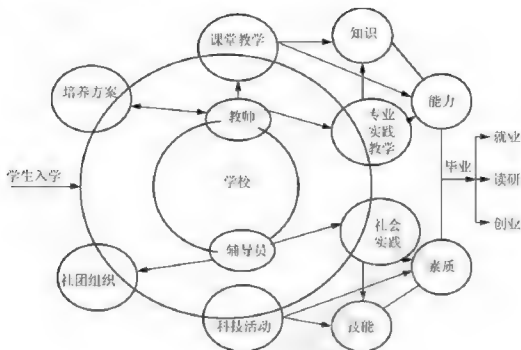 课堂教学
知识
培养方案
教师
专业
实践
教学
能力
就业
学生入学
学校
毕业
读研
创业
辅导员
社会
实践
社团组织
素质
科技活动
技能